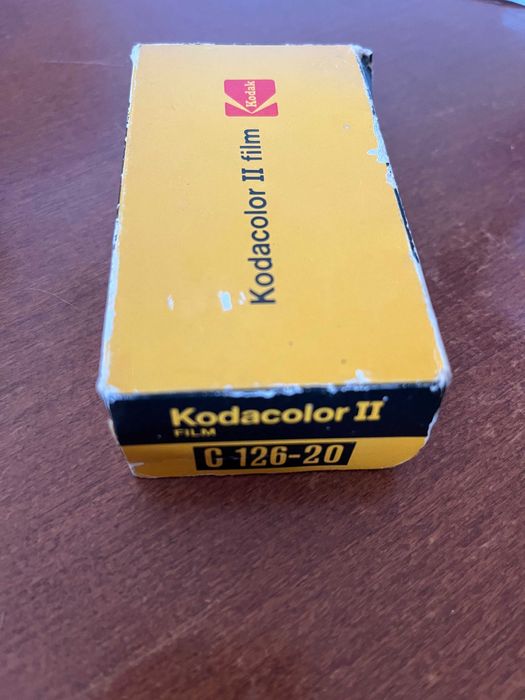 Kodak
Kodacolor II film
Kodacolor II
FILM
C 126-20